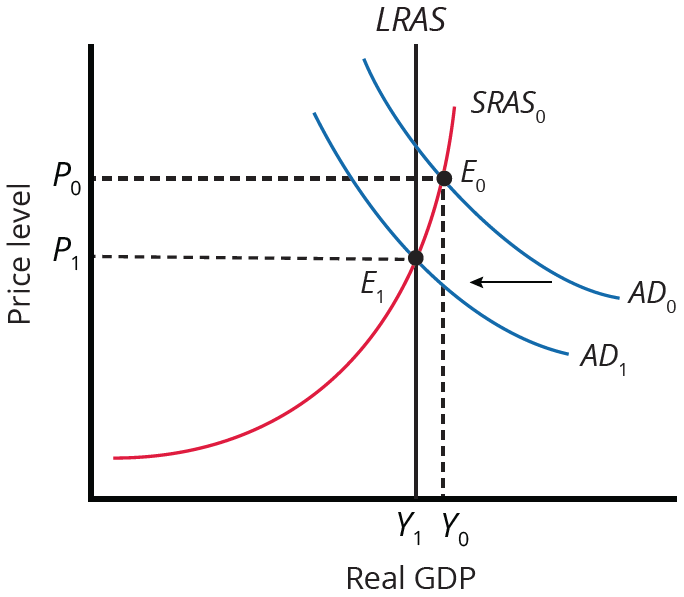 LRAS
SRAS0
P0
E0
P1
E1
AD0
AD1
Price level
Y1 Y0
Real GDP